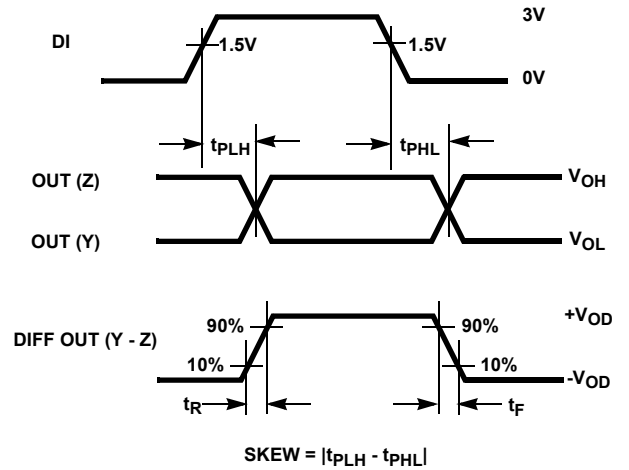 3V
DI
1.5V
1.5V
0V
tPLH
tPHL
OUT (Z)
VOH
OUT (Y)
VOL
+VOD
90%
90%
DIFF OUT (Y - Z)
10%
10%
-VOD
tR
tF
SKEW = |tPLH - tPHL|